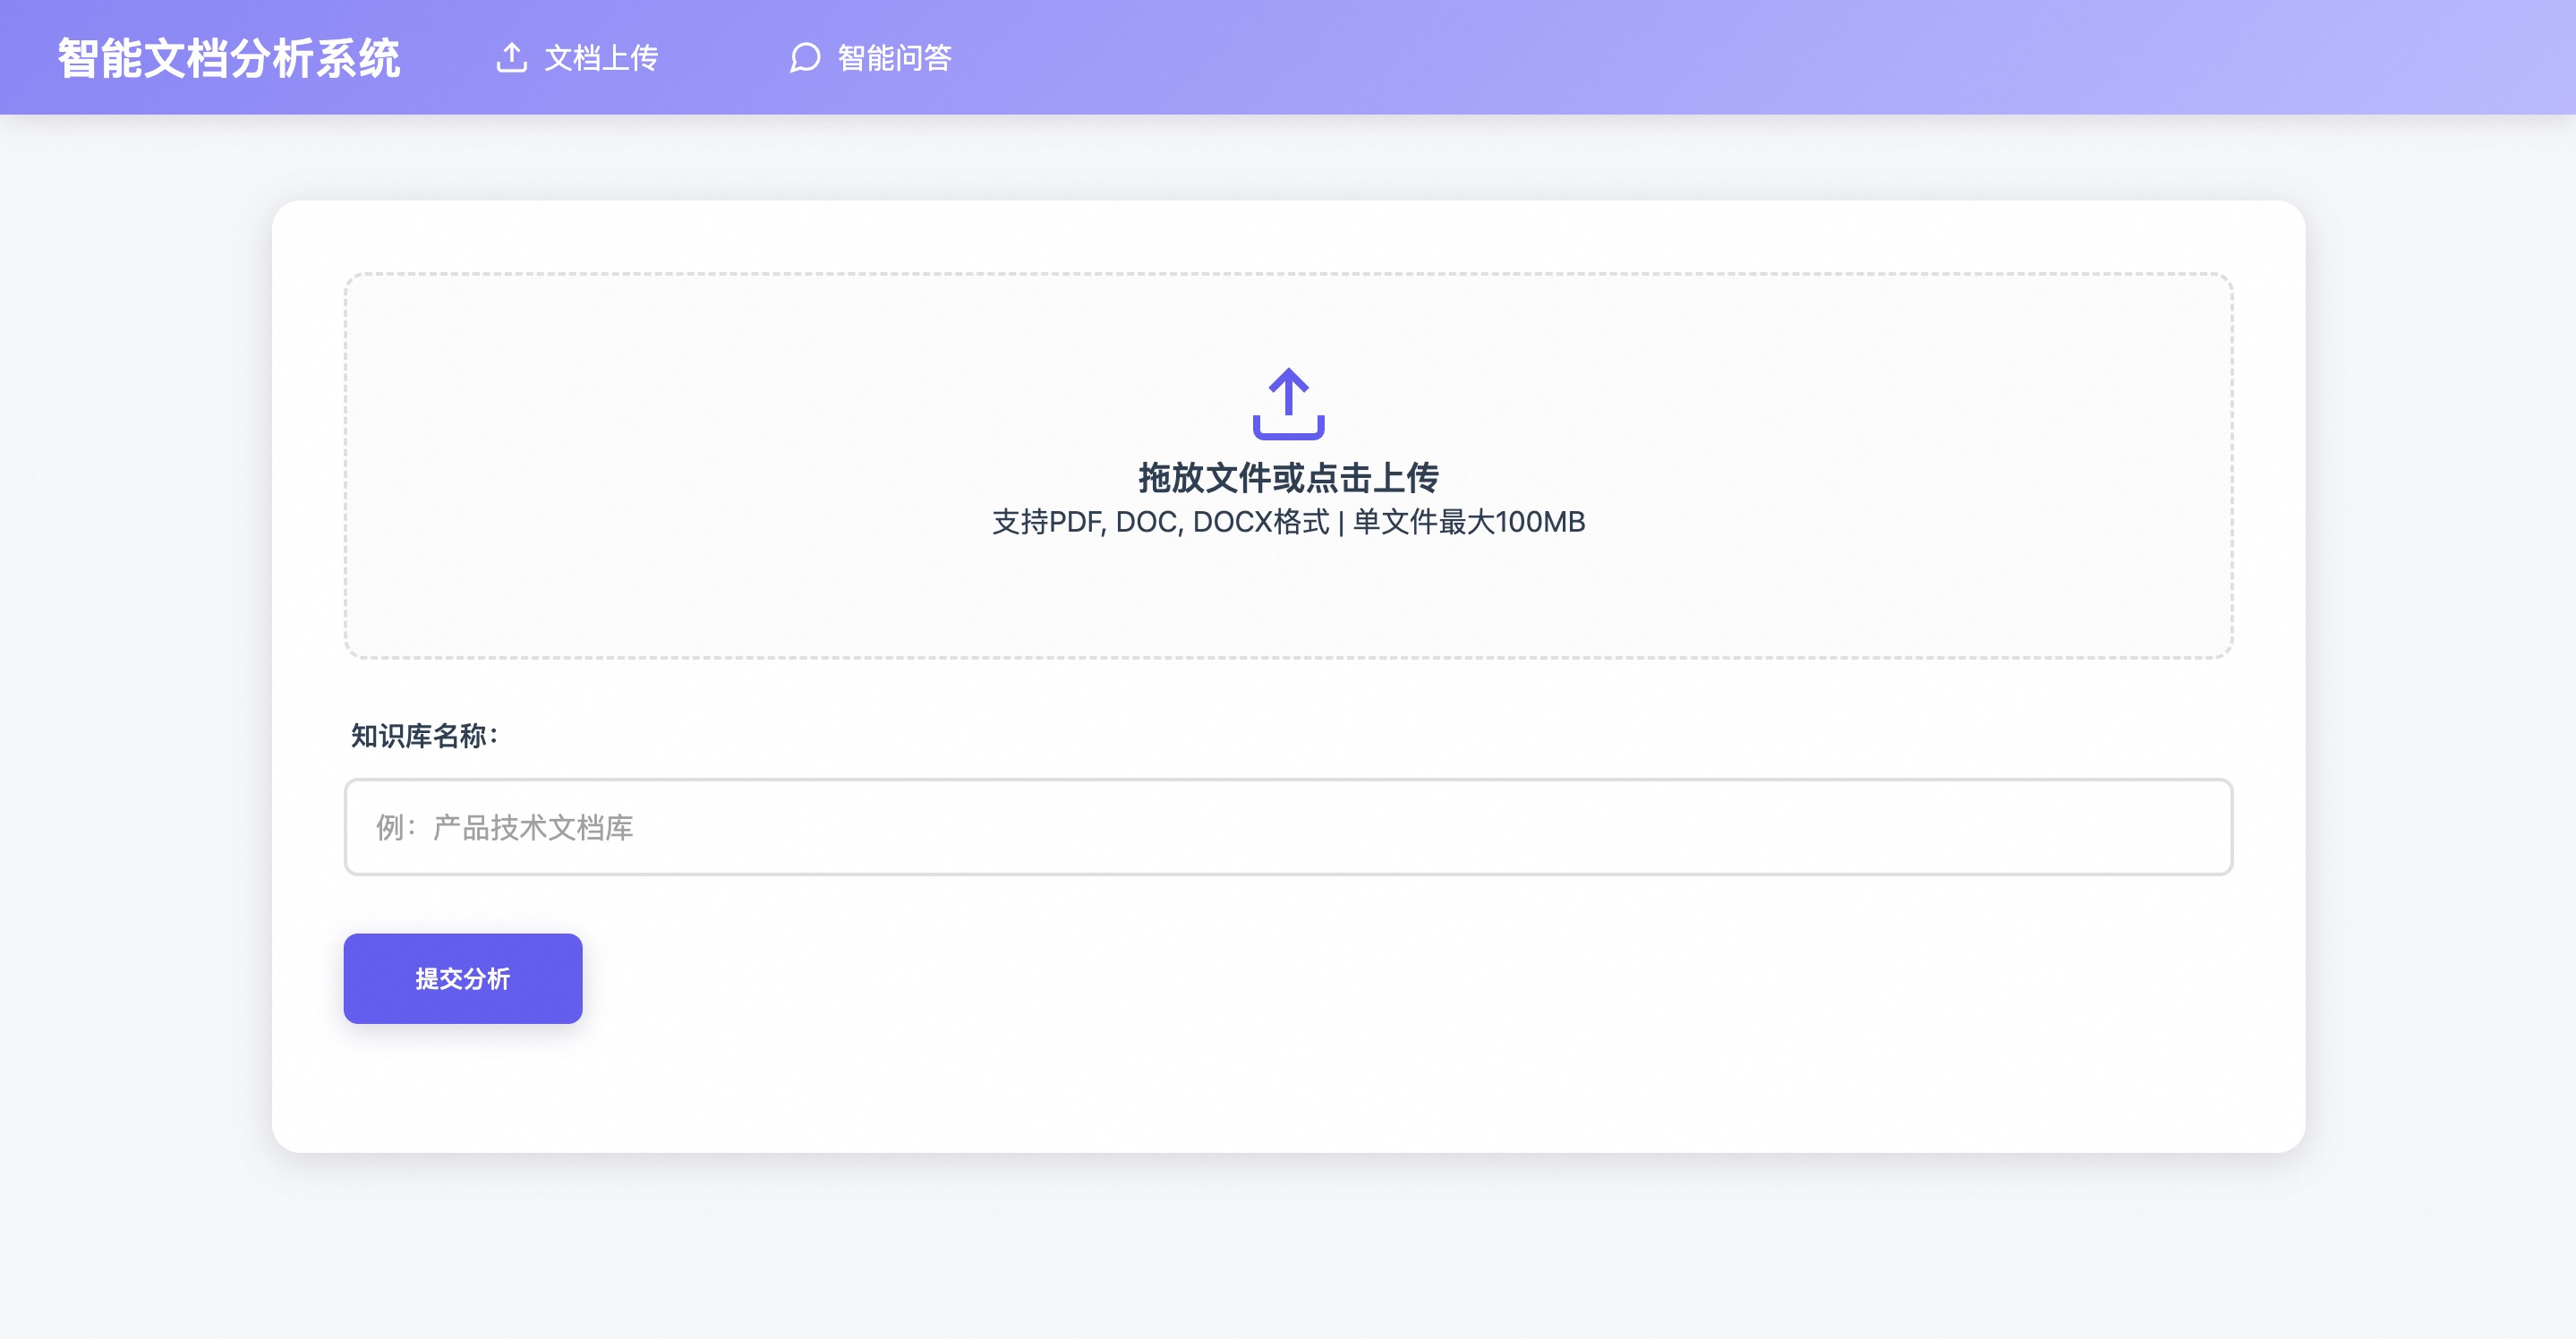 智能文档分析系统
文档上传
智能问答
拖放文件或点击上传
支持PDF, DOC, DOCX格式 | 单文件最大100MB
知识库名称：
例：产品技术文档库
提交分析